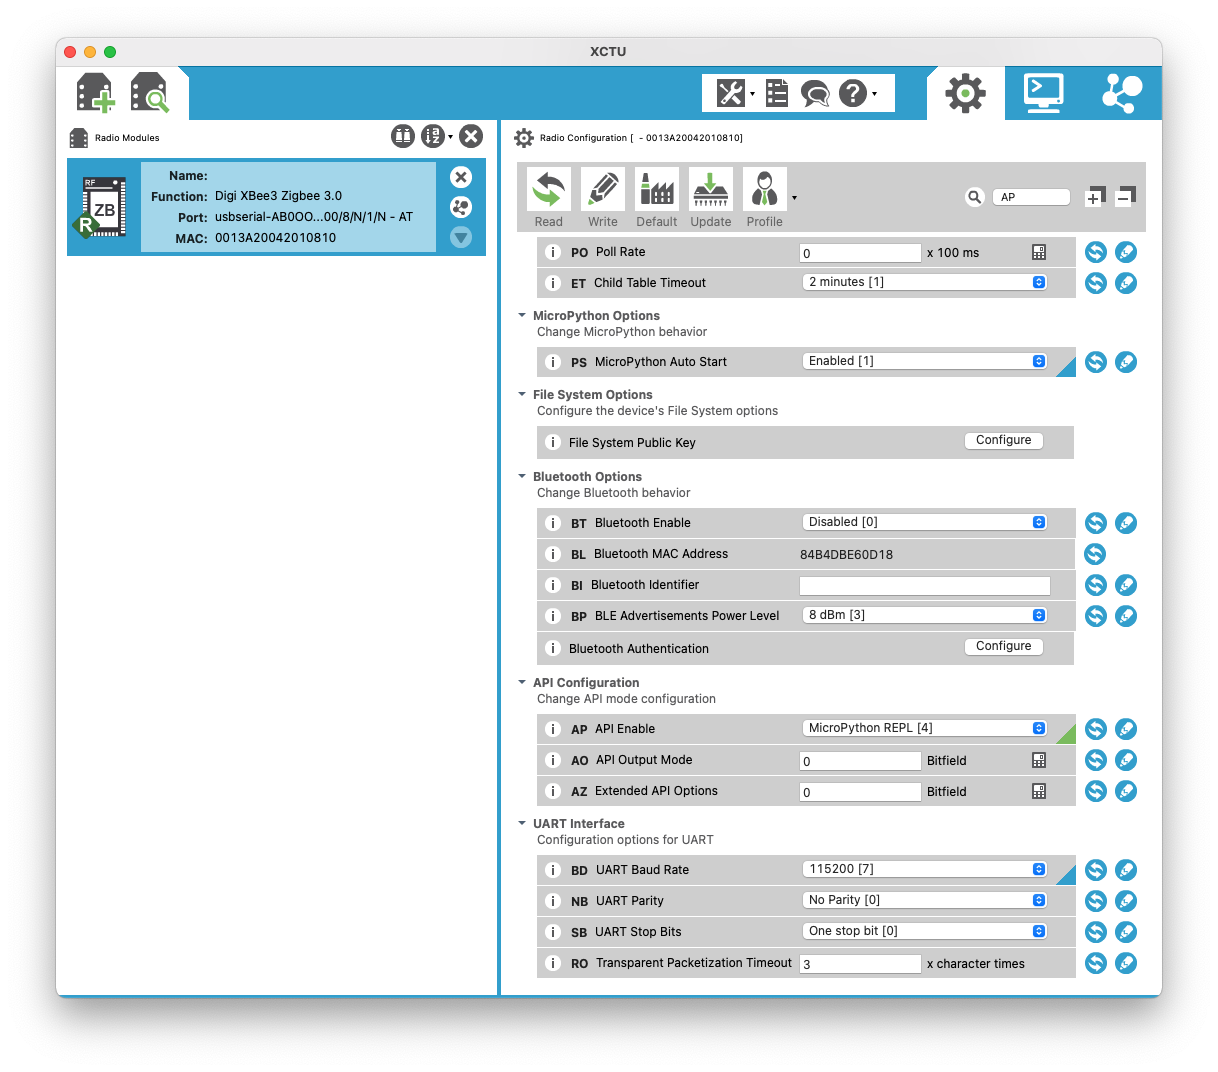 XCTU
Radio Modules
Radio Configuration [  - 0013A20042010810]
RF
ZB
R
Name:
Function: Digi XBee3 Zigbee 3.0
Port: usbserial-AB0OO...00/8/N/1/N - AT
MAC: 0013A20042010810
Read Write Default Update Profile
AP
i PO Poll Rate 0 x 100 ms
i ET Child Table Timeout 2 minutes [1]
MicroPython Options
Change MicroPython behavior
i PS MicroPython Auto Start Enabled [1]
File System Options
Configure the device's File System options
i File System Public Key Configure
Bluetooth Options
Change Bluetooth behavior
i BT Bluetooth Enable Disabled [0]
i BL Bluetooth MAC Address 84B4DBE60D18
i BI Bluetooth Identifier
i BP BLE Advertisements Power Level 8 dBm [3]
i Bluetooth Authentication Configure
API Configuration
Change API mode configuration
i AP API Enable MicroPython REPL [4]
i AO API Output Mode 0 Bitfield
i AZ Extended API Options 0 Bitfield
UART Interface
Configuration options for UART
i BD UART Baud Rate 115200 [7]
i NB UART Parity No Parity [0]
i SB UART Stop Bits One stop bit [0]
i RO Transparent Packetization Timeout 3 x character times